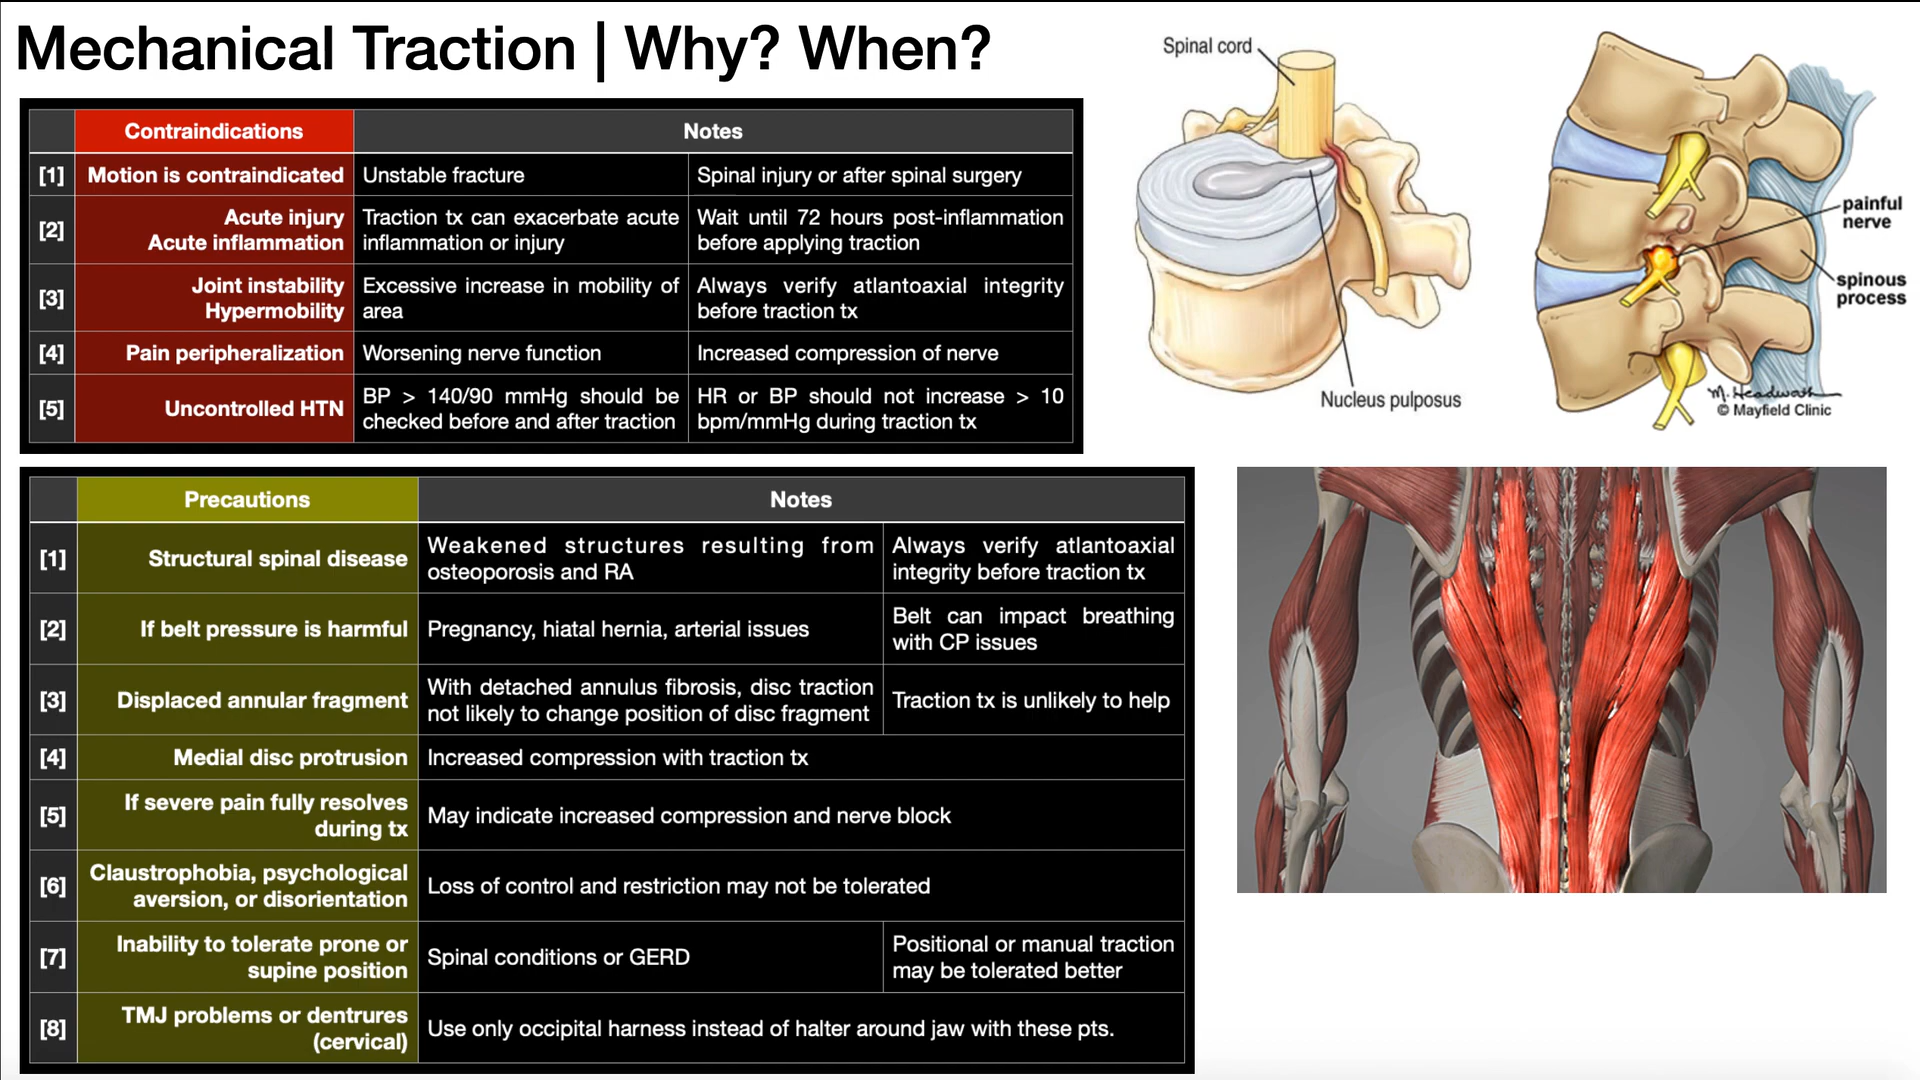 Mechanical Traction | Why? When?
Contraindications
Notes
[1]
Motion is contraindicated
Unstable fracture
Spinal injury or after spinal surgery
[2]
Acute injury
Acute inflammation
Traction tx can exacerbate acute
inflammation or injury
Wait until 72 hours post-inflammation
before applying traction
[3]
Joint instability
Hypermobility
Excessive increase in mobility of
area
Always verify atlantoaxial integrity
before traction tx
[4]
Pain peripheralization
Worsening nerve function
Increased compression of nerve
[5]
Uncontrolled HTN
BP > 140/90 mmHg should be
checked before and after traction
HR or BP should not increase > 10
bpm/mmHg during traction tx
Precautions
Notes
[1]
Structural spinal disease
Weakened structures resulting from
osteoporosis and RA
Always verify atlantoaxial
integrity before traction tx
[2]
If belt pressure is harmful
Pregnancy, hiatal hernia, arterial issues
Belt can impact breathing
with CP issues
[3]
Displaced annular fragment
With detached annulus fibrosis, disc traction
not likely to change position of disc fragment
Traction tx is unlikely to help
[4]
Medial disc protrusion
Increased compression with traction tx
[5]
If severe pain fully resolves
during tx
May indicate increased compression and nerve block
[6]
Claustrophobia, psychological
aversion, or disorientation
Loss of control and restriction may not be tolerated
[7]
Inability to tolerate prone or
supine position
Spinal conditions or GERD
Positional or manual traction
may be tolerated better
[8]
TMJ problems or dentrures
(cervical)
Use only occipital harness instead of halter around jaw with these pts.
Spinal cord
Nucleus pulposus
painful
nerve
spinous
process
M. Headworth
© Mayfield Clinic